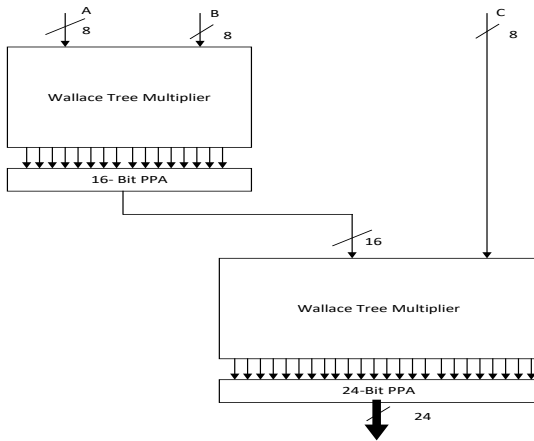 A
B
C
8
8
8
Wallace Tree Multiplier
16- Bit PPA
16
Wallace Tree Multiplier
24-Bit PPA
24